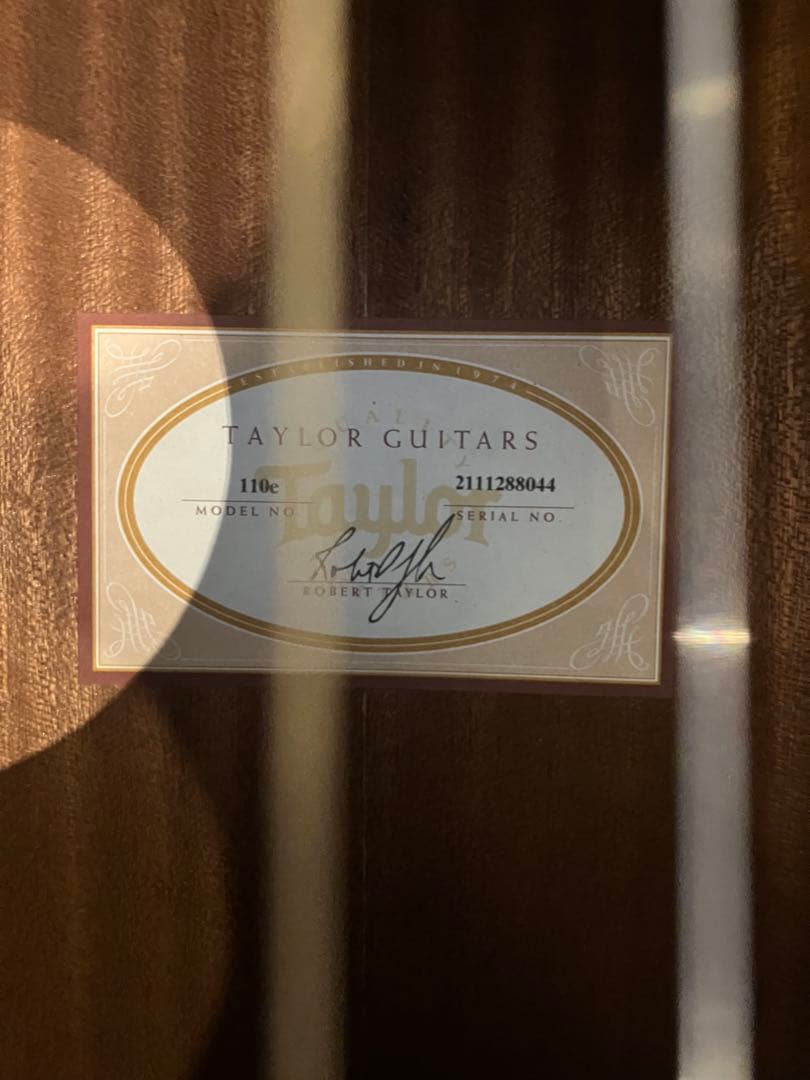 ESTABLISHED IN 1974
TAYLOR GUITARS
110e 2111288044
MODEL NO. SERIAL NO.
Taylor
ROBERT TAYLOR